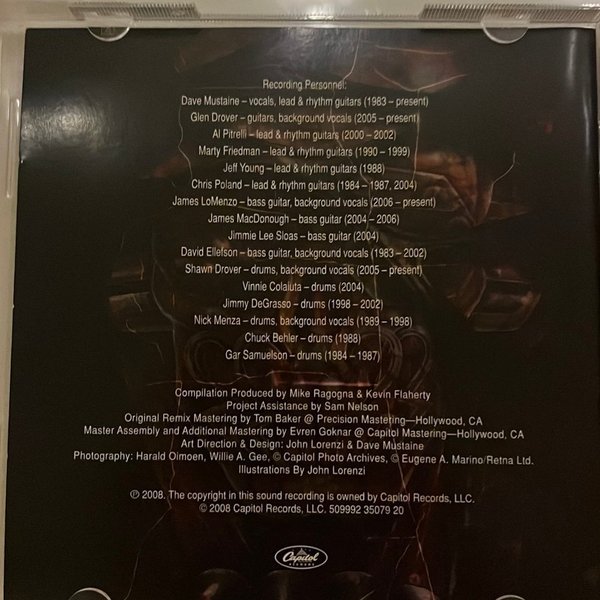 Recording Personnel:
Dave Mustaine – vocals, lead & rhythm guitars (1983 – present)
Glen Drover – guitars, background vocals (2005 – present)
Al Pitrelli – lead & rhythm guitars (2000 – 2002)
Marty Friedman – lead & rhythm guitars (1990 – 1999)
Jeff Young – lead & rhythm guitars (1988)
Chris Poland – lead & rhythm guitars (1984 – 1987, 2004)
James LoMenzo – bass guitar, background vocals (2006 – present)
James MacDonough – bass guitar (2004 – 2006)
Jimmie Lee Sloas – bass guitar (2004)
David Ellefson – bass guitar, background vocals (1983 – 2002)
Shawn Drover – drums, background vocals (2005 – present)
Vinnie Colaiuta – drums (2004)
Jimmy DeGrasso – drums (1998 – 2002)
Nick Menza – drums, background vocals (1989 – 1998)
Chuck Behler – drums (1988)
Gar Samuelson – drums (1984 – 1987)
Compilation Produced by Mike Ragogna & Kevin Flaherty
Project Assistance by Sam Nelson
Original Remix Mastering by Tom Baker @ Precision Mastering—Hollywood, CA
Master Assembly and Additional Mastering by Evren Goknar @ Capitol Mastering—Hollywood, CA
Art Direction & Design: John Lorenzi & Dave Mustaine
Photography: Harald Oimoen, Willie A. Gee, © Capitol Photo Archives, © Eugene A. Marino/Retna Ltd.
Illustrations By John Lorenzi
℗ 2008. The copyright in this sound recording is owned by Capitol Records, LLC.
© 2008 Capitol Records, LLC. 509992 35079 20
Capitol
RECORDS